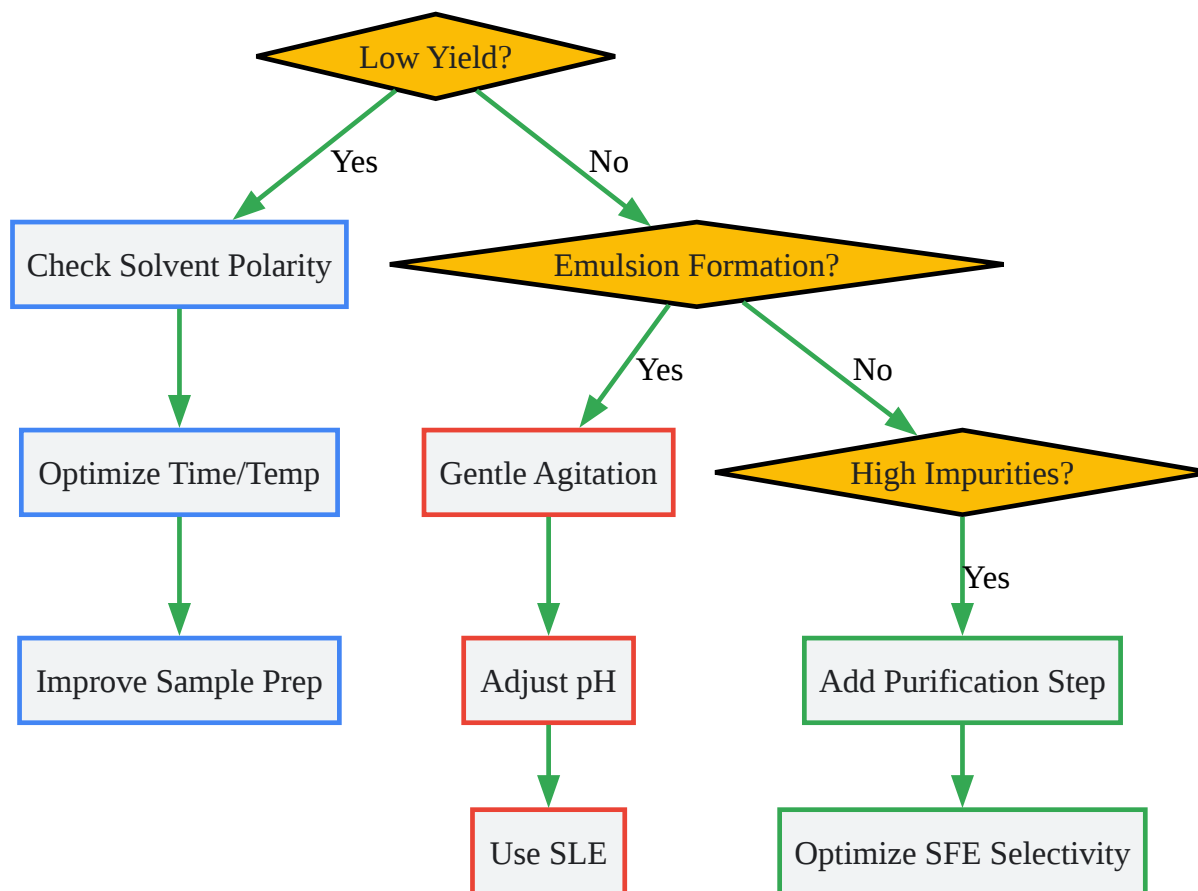 Low Yield?
Yes
No
Check Solvent Polarity
Emulsion Formation?
Yes
No
Optimize Time/Temp
Gentle Agitation
High Impurities?
Yes
Improve Sample Prep
Adjust pH
Add Purification Step
Use SLE
Optimize SFE Selectivity